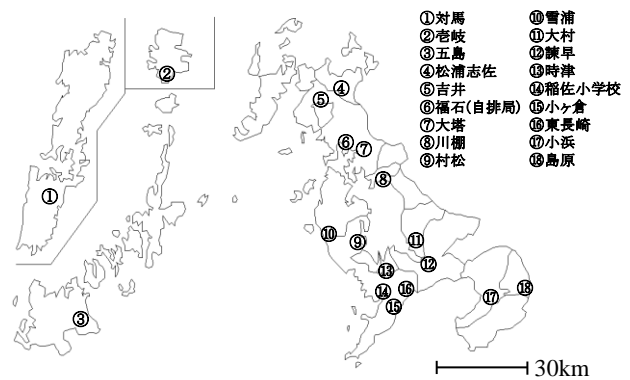 ①対馬
②壱岐
③五島
④松浦志佐
⑤吉井
⑥福石(自排局)
⑦大塔
⑧川棚
⑨村松
⑩雪浦
⑪大村
⑫諫早
⑬時津
⑭稲佐小学校
⑮小ヶ倉
⑯東長崎
⑰小浜
⑱島原
②
④
⑤
⑥
⑦
⑧
①
⑩
⑨
⑪
⑫
⑬
⑭
⑯
⑮
⑰
⑱
③
30km